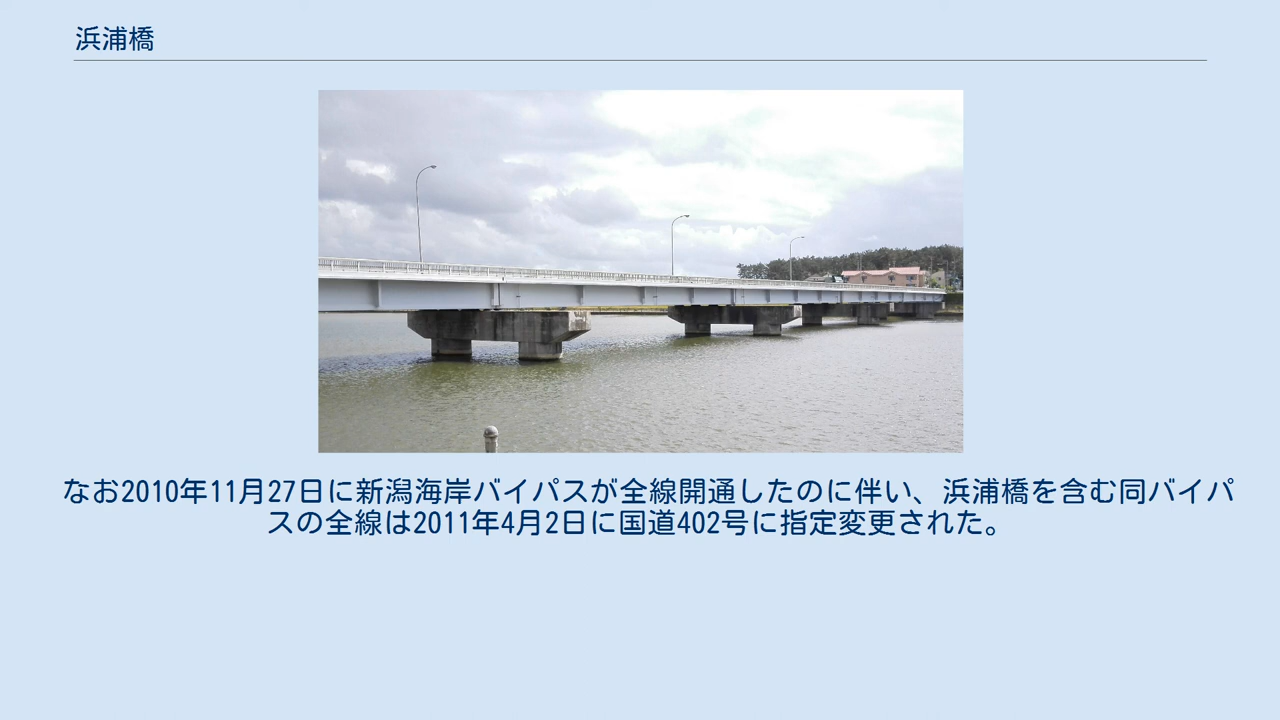 浜浦橋
なお2010年11月27日に新潟海岸バイパスが全線開通したのに伴い、浜浦橋を含む同バイパ
スの全線は2011年4月2日に国道402号に指定変更された。